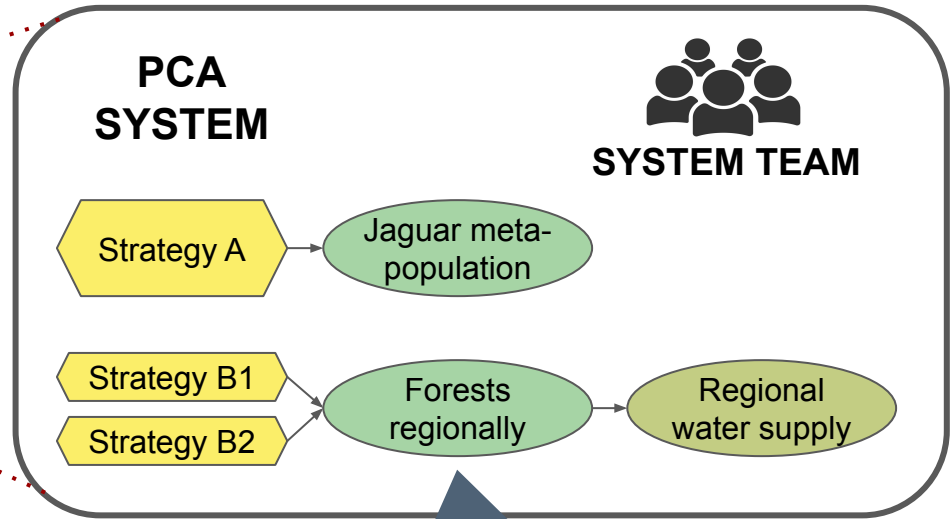 PCA
SYSTEM
SYSTEM TEAM
Strategy A
Jaguar meta-
population
Strategy B1
Strategy B2
Forests
regionally
Regional
water supply